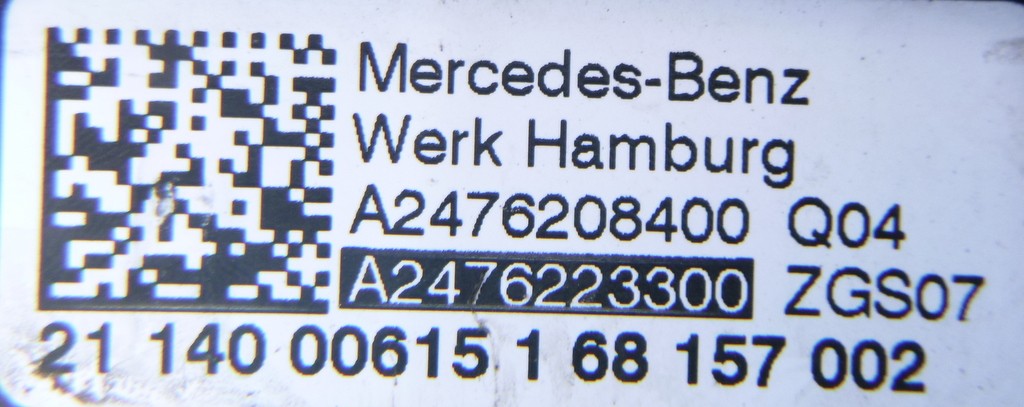 Mercedes-Benz
Werk Hamburg
A2476208400 Q04
A2476223300 ZGS07
21 140 00615 1 68 157 002